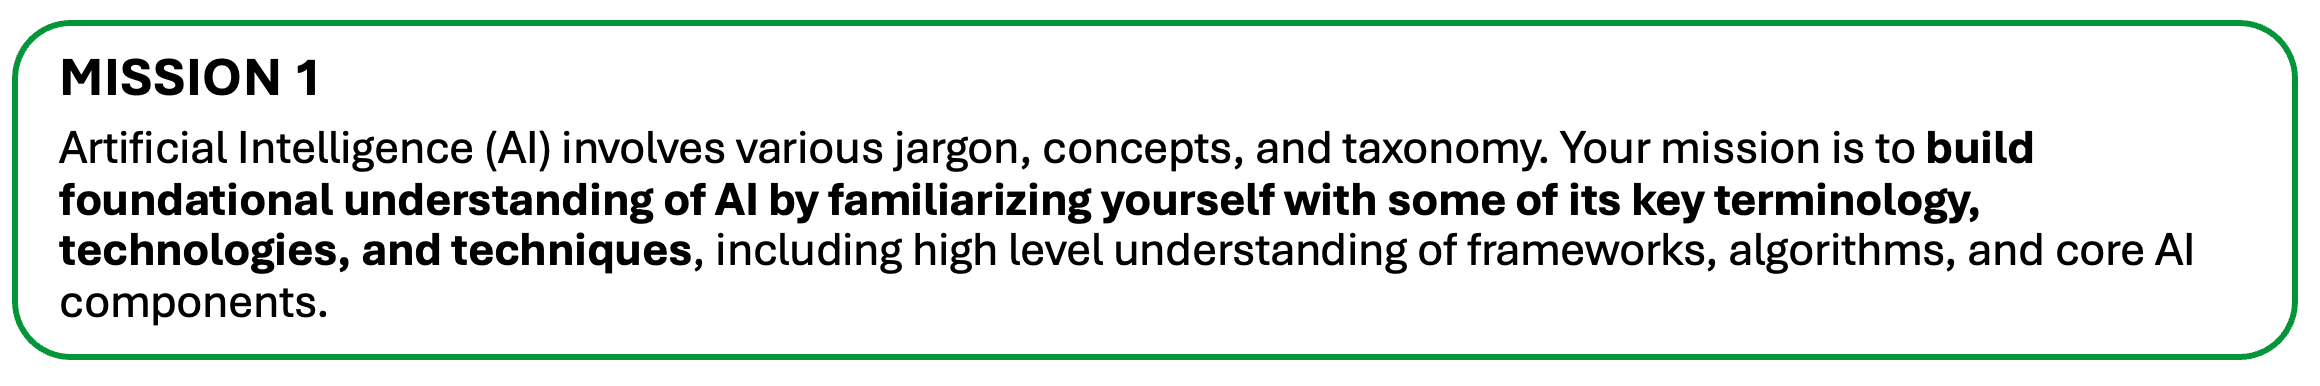 MISSION 1
Artificial Intelligence (AI) involves various jargon, concepts, and taxonomy. Your mission is to build
foundational understanding of AI by familiarizing yourself with some of its key terminology,
technologies, and techniques, including high level understanding of frameworks, algorithms, and core AI
components.